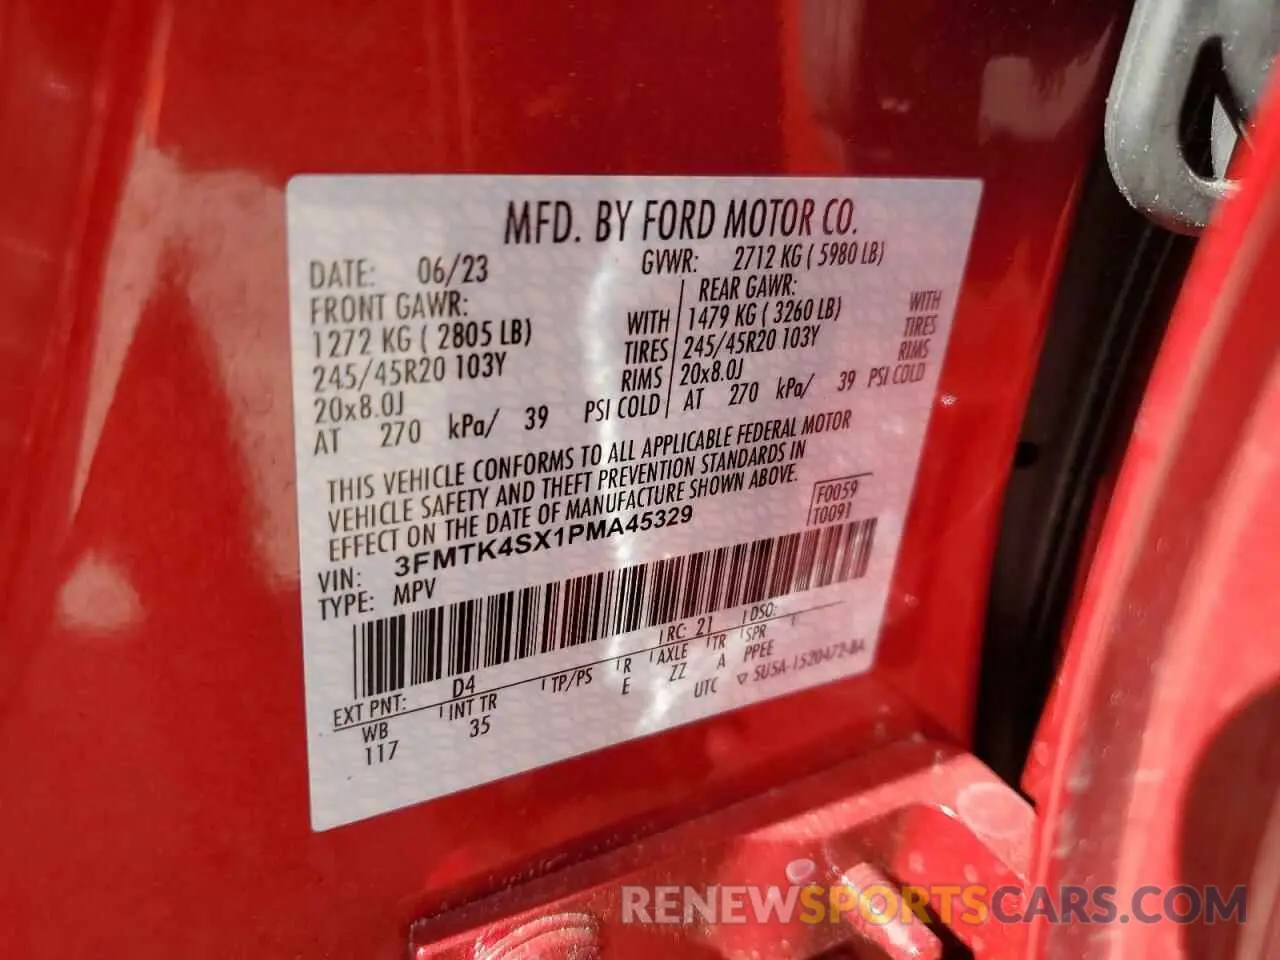 MFD. BY FORD MOTOR CO.
DATE: 06/23 GVWR: 2712 KG ( 5980 LB)
FRONT GAWR: REAR GAWR:
1272 KG ( 2805 LB) WITH 1479 KG ( 3260 LB) WITH
245/45R20 103Y TIRES 245/45R20 103Y TIRES
20x8.0J RIMS 20x8.0J RIMS
AT 270 kPa/ 39 PSI COLD AT 270 kPa/ 39 PSI COLD
THIS VEHICLE CONFORMS TO ALL APPLICABLE FEDERAL MOTOR
VEHICLE SAFETY AND THEFT PREVENTION STANDARDS IN
EFFECT ON THE DATE OF MANUFACTURE SHOWN ABOVE.
F0059
T0091
VIN: 3FMTK4SX1PMA45329
TYPE: MPV
EXT PNT: D4 RC: 21 DSO:
WB INT TR TP/PS R AXLE TR SPR
117 35 E ZZ A PPEE
UTC ▽ 5U5A-1520472-BA
RENEWSPORTSCARS.COM